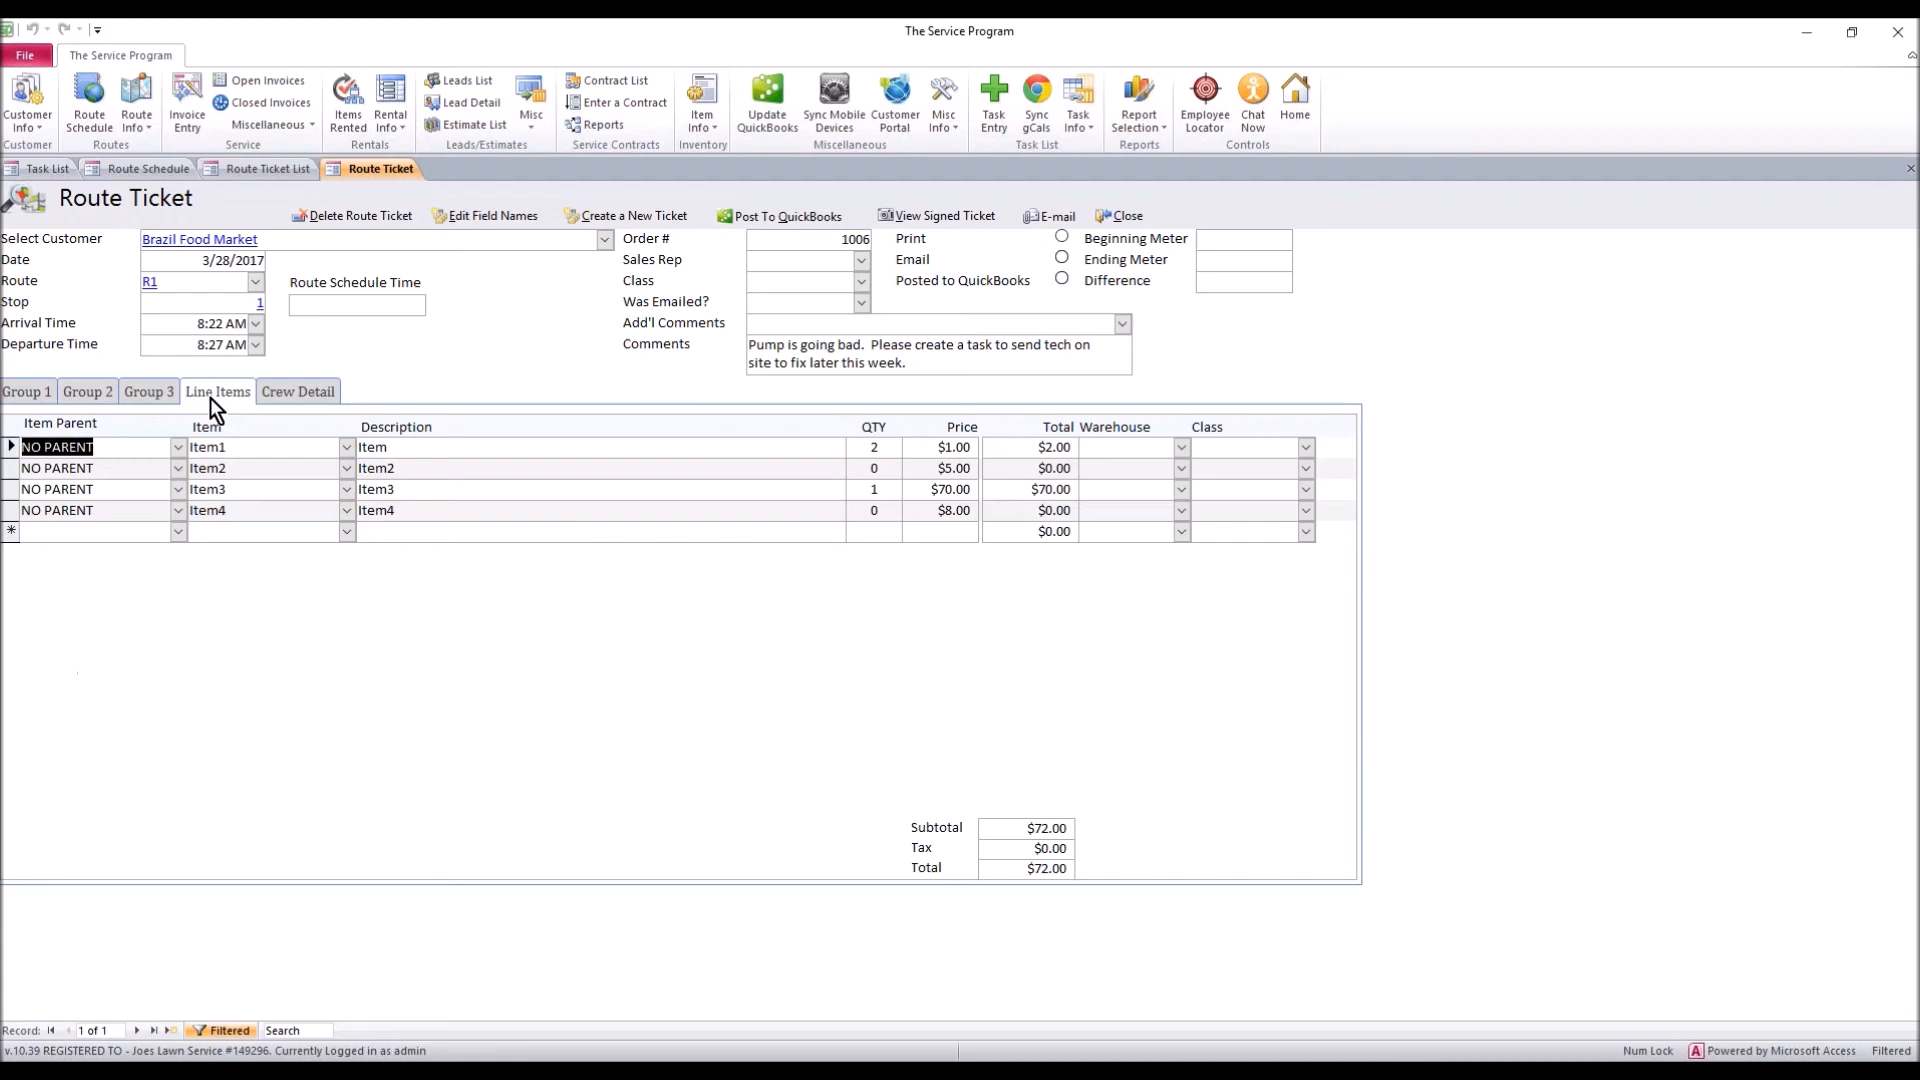 The Service Program
File The Service Program
Customer Info Route Schedule Route Info Invoice Entry Open Invoices Closed Invoices Miscellaneous Items Rented Rental Info Leads List Lead Detail Estimate List Misc Contract List Enter a Contract Reports Item Info Update QuickBooks Sync Mobile Devices Customer Portal Misc Info Task Entry Sync gCals Task Info Report Selection Employee Locator Chat Now Home
Customer Routes Service Rentals Leads/Estimates Service Contracts Inventory Miscellaneous Task List Reports Controls
Task List Route Schedule Route Ticket List Route Ticket
Route Ticket
Delete Route Ticket Edit Field Names Create a New Ticket Post To QuickBooks View Signed Ticket E-mail Close
Select Customer Brazil Food Market Order # 1006 Print Beginning Meter
Date 3/28/2017 Sales Rep Email Ending Meter
Route R1 Route Schedule Time Class Posted to QuickBooks Difference
Stop 1 Was Emailed?
Arrival Time 8:22 AM Add'l Comments
Departure Time 8:27 AM Comments Pump is going bad. Please create a task to send tech on
site to fix later this week.
Group 1 Group 2 Group 3 Line Items Crew Detail
Item Parent Item Description QTY Price Total Warehouse Class
NO PARENT Item1 Item 2 $1.00 $2.00
NO PARENT Item2 Item2 0 $5.00 $0.00
NO PARENT Item3 Item3 1 $70.00 $70.00
NO PARENT Item4 Item4 0 $8.00 $0.00
* $0.00
Subtotal $72.00
Tax $0.00
Total $72.00
Record: 1 of 1 Filtered Search
v.10.39 REGISTERED TO - Joes Lawn Service #149296. Currently Logged in as admin Num Lock A Powered by Microsoft Access Filtered